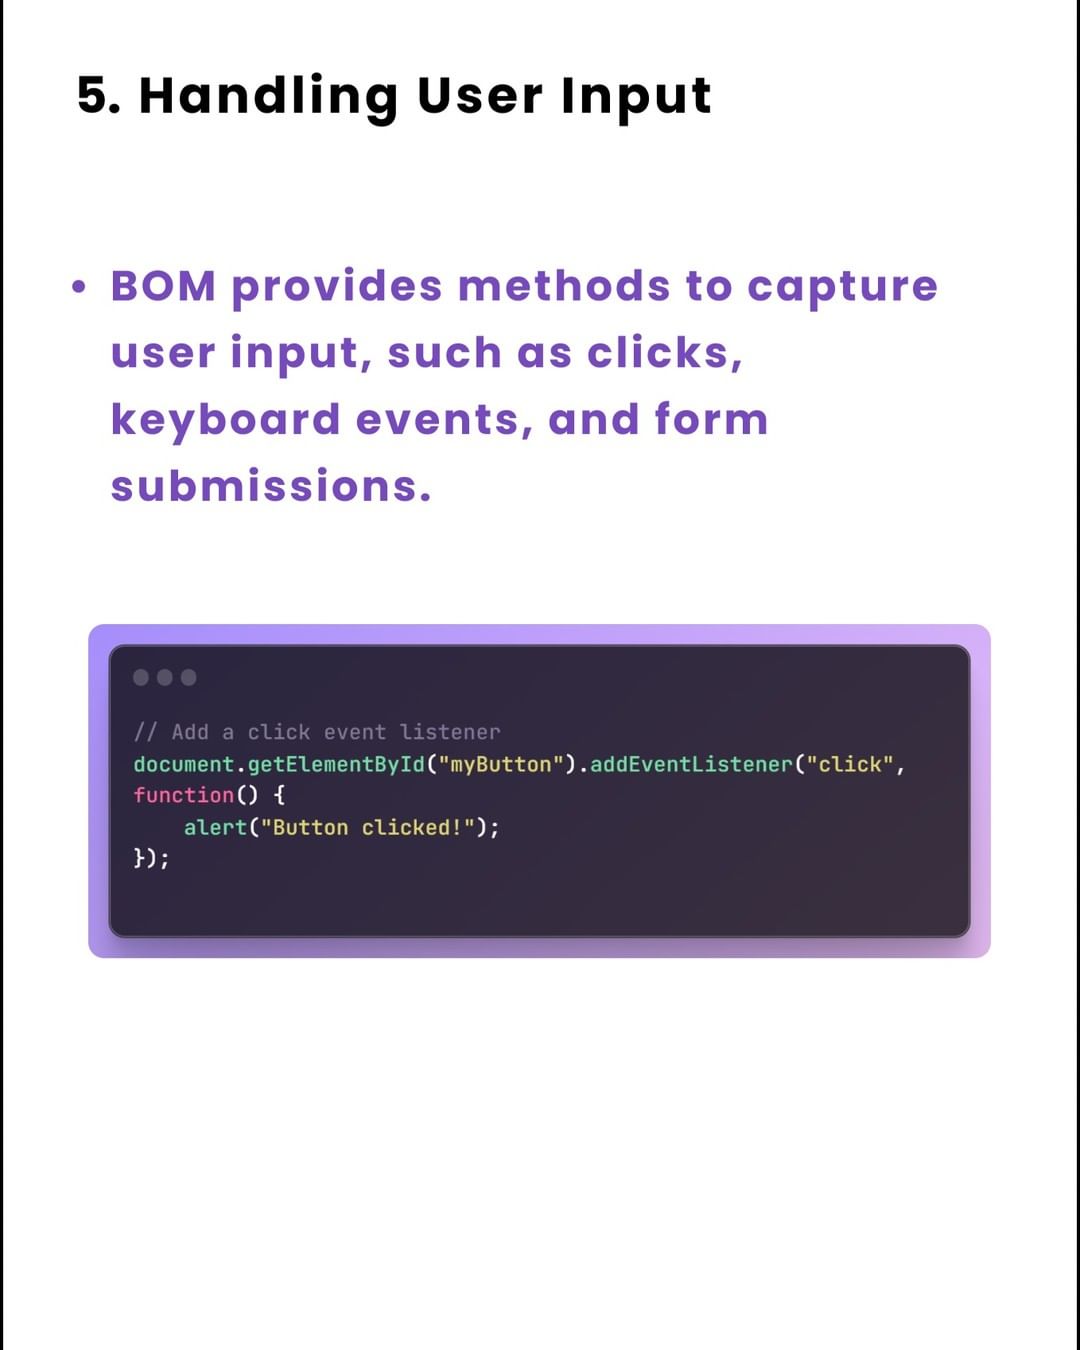 5. Handling User Input
• BOM provides methods to capture
user input, such as clicks,
keyboard events, and form
submissions.
// Add a click event listener
document.getElementById("myButton").addEventListener("click",
function() {
    alert("Button clicked!");
});